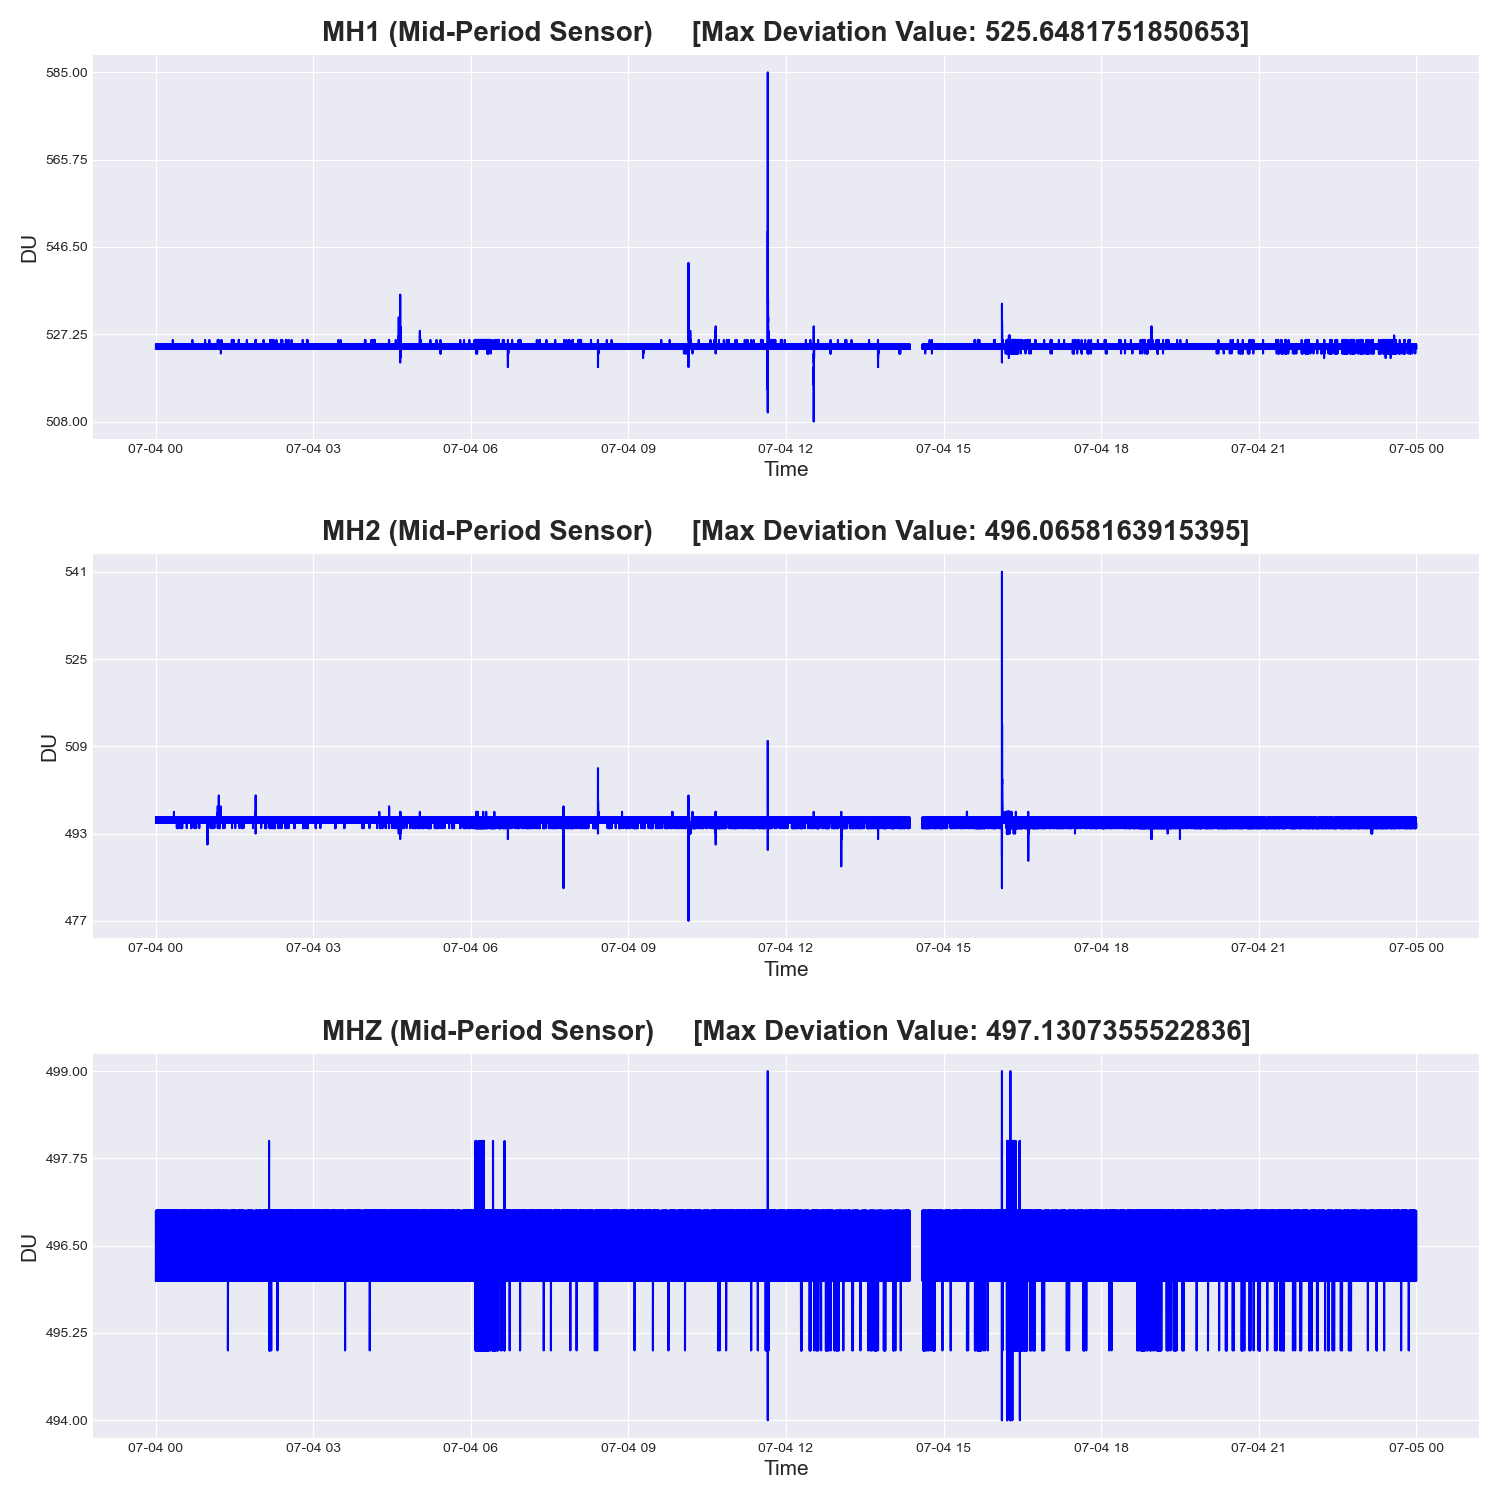 MH1 (Mid-Period Sensor) [Max Deviation Value: 525.6481751850653]
585.00
565.75
546.50
527.25
508.00
DU
07-04 00 07-04 03 07-04 06 07-04 09 07-04 12 07-04 15 07-04 18 07-04 21 07-05 00
Time
MH2 (Mid-Period Sensor) [Max Deviation Value: 496.0658163915395]
541
525
509
493
477
DU
07-04 00 07-04 03 07-04 06 07-04 09 07-04 12 07-04 15 07-04 18 07-04 21 07-05 00
Time
MHZ (Mid-Period Sensor) [Max Deviation Value: 497.1307355522836]
499.00
497.75
496.50
495.25
494.00
DU
07-04 00 07-04 03 07-04 06 07-04 09 07-04 12 07-04 15 07-04 18 07-04 21 07-05 00
Time